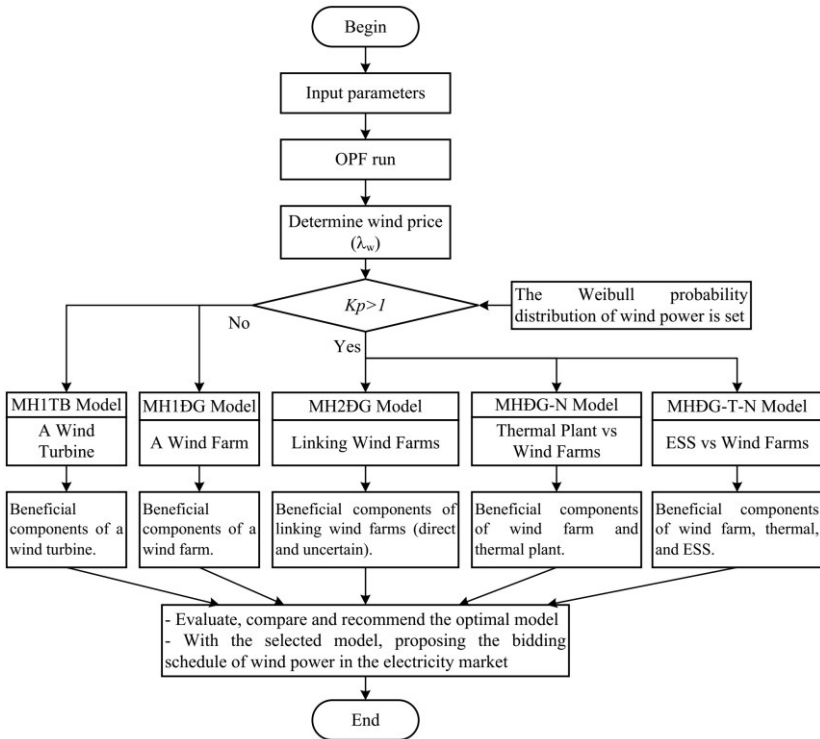 Begin
Input parameters
OPF run
Determine wind price
(λw)
Kp>1
The Weibull probability
distribution of wind power is set
No
Yes
MH1TB Model
A Wind
Turbine
MH1ĐG Model
A Wind Farm
MH2ĐG Model
Linking Wind Farms
MHĐG-N Model
Thermal Plant vs
Wind Farms
MHĐG-T-N Model
ESS vs Wind Farms
Beneficial
components of a
wind turbine.
Beneficial
components of a
wind farm.
Beneficial components of
linking wind farms (direct
and uncertain).
Beneficial components
of wind farm and
thermal plant.
Beneficial components
of wind farm, thermal,
and ESS.
- Evaluate, compare and recommend the optimal model
- With the selected model, proposing the bidding
schedule of wind power in the electricity market
End